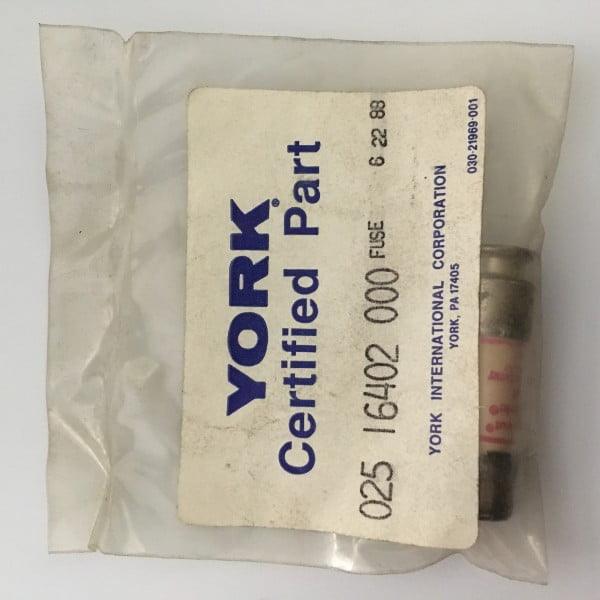 YORK®
Certified Part
025 16402 000 FUSE 6 22 88
YORK INTERNATIONAL CORPORATION
YORK, PA 17405
030-21969-001